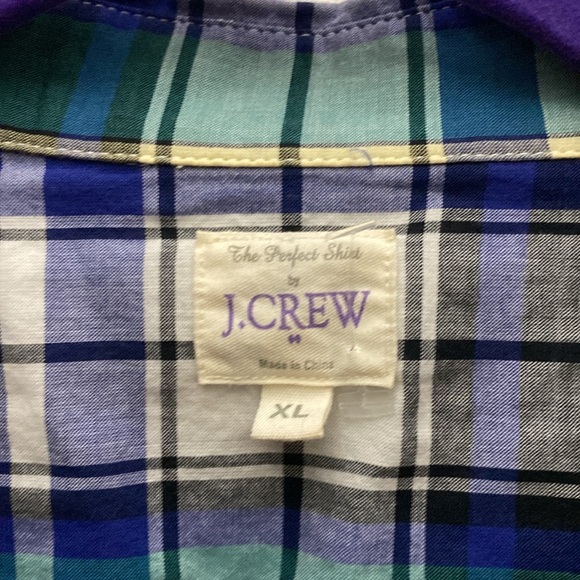 The Perfect Shirt
by
J.CREW
Made in China
XL